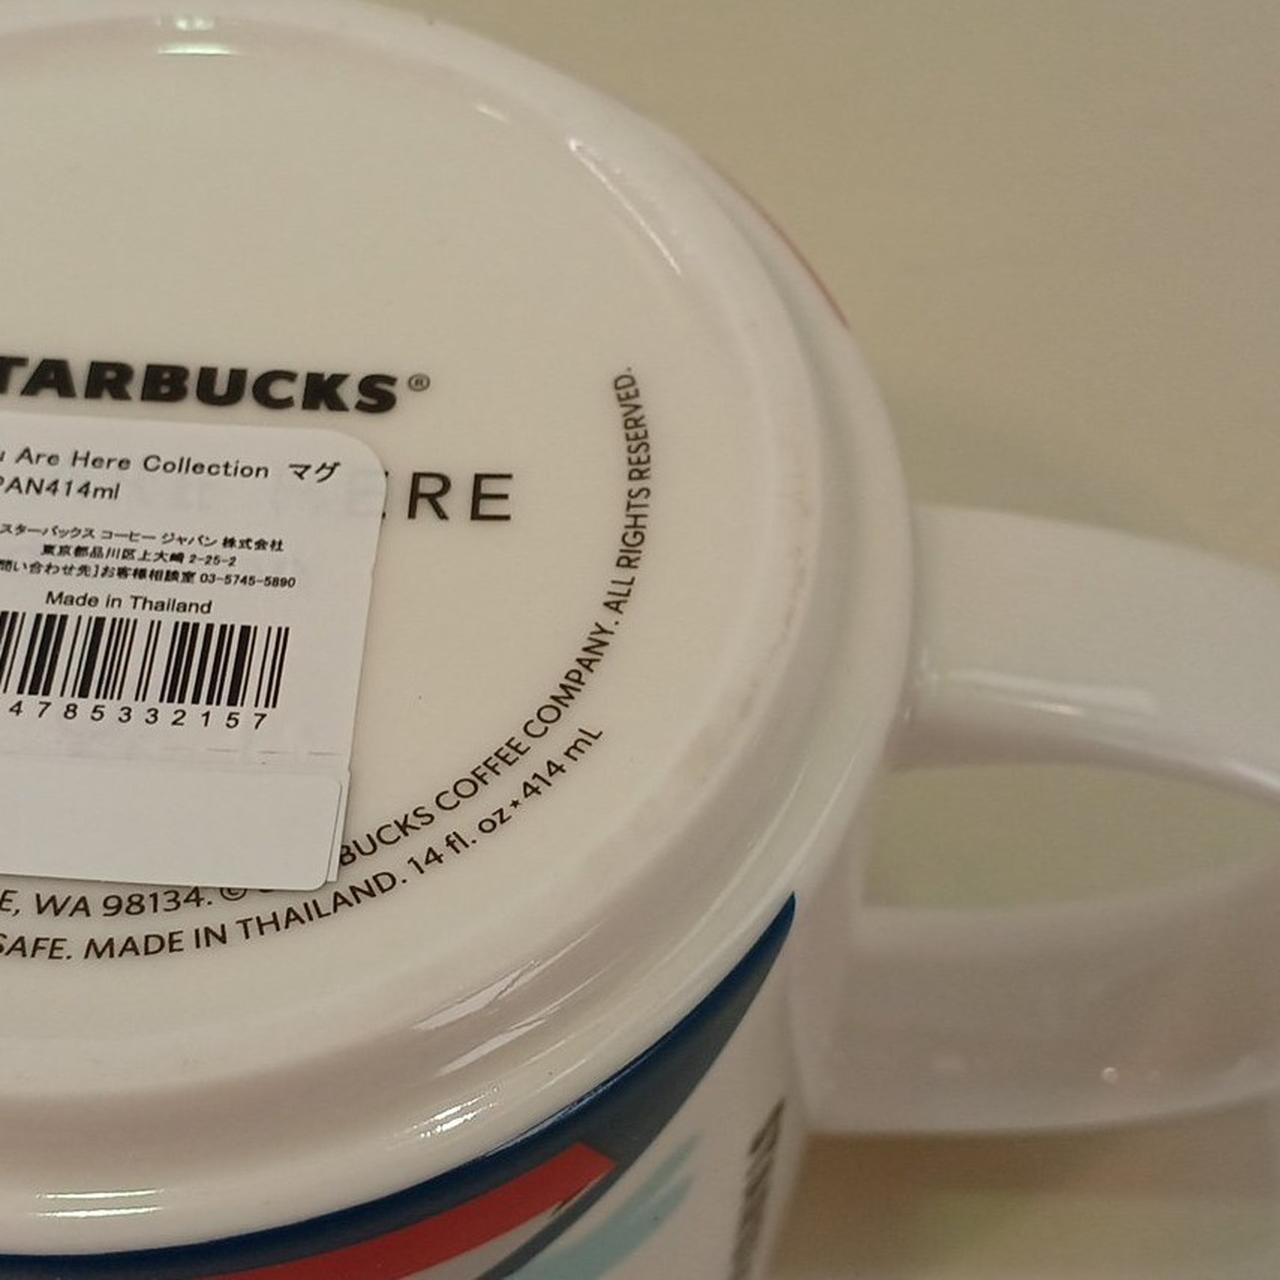 TARBUCKS®
ERE
Are Here Collection マグ
PAN414ml
スターバックス コーヒー ジャパン 株式会社
東京都品川区上大崎 2-25-2
問い合わせ先]お客様相談室 03-5745-5890
Made in Thailand
4785332157
E, WA 98134. © BUCKS COFFEE COMPANY. ALL RIGHTS RESERVED.
SAFE. MADE IN THAILAND. 14 fl. oz * 414 mL